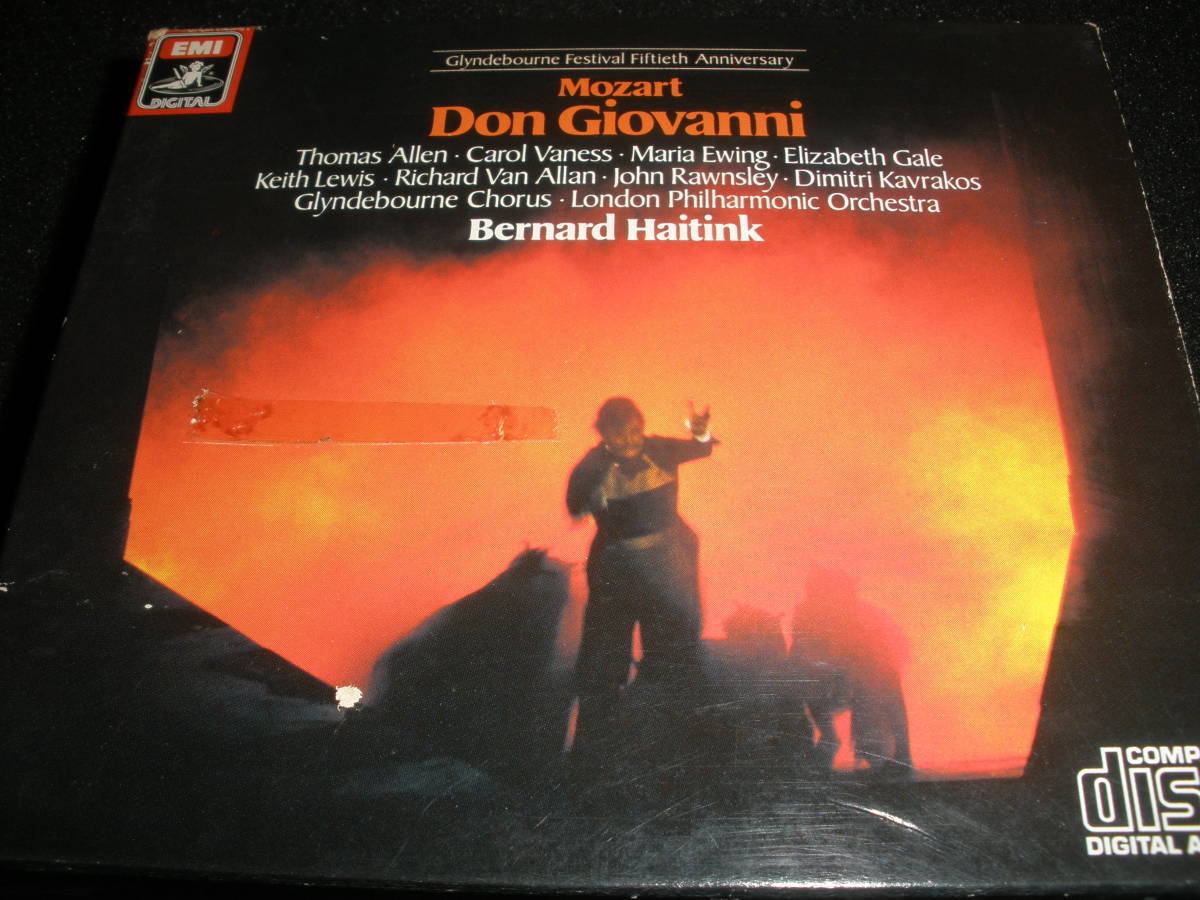 EMI
DIGITAL
Glyndebourne Festival Fiftieth Anniversary
Mozart
Don Giovanni
Thomas Allen · Carol Vaness · Maria Ewing · Elizabeth Gale
Keith Lewis · Richard Van Allan · John Rawnsley · Dimitri Kavrakos
Glyndebourne Chorus · London Philharmonic Orchestra
Bernard Haitink
COMP
dis
DIGITAL A